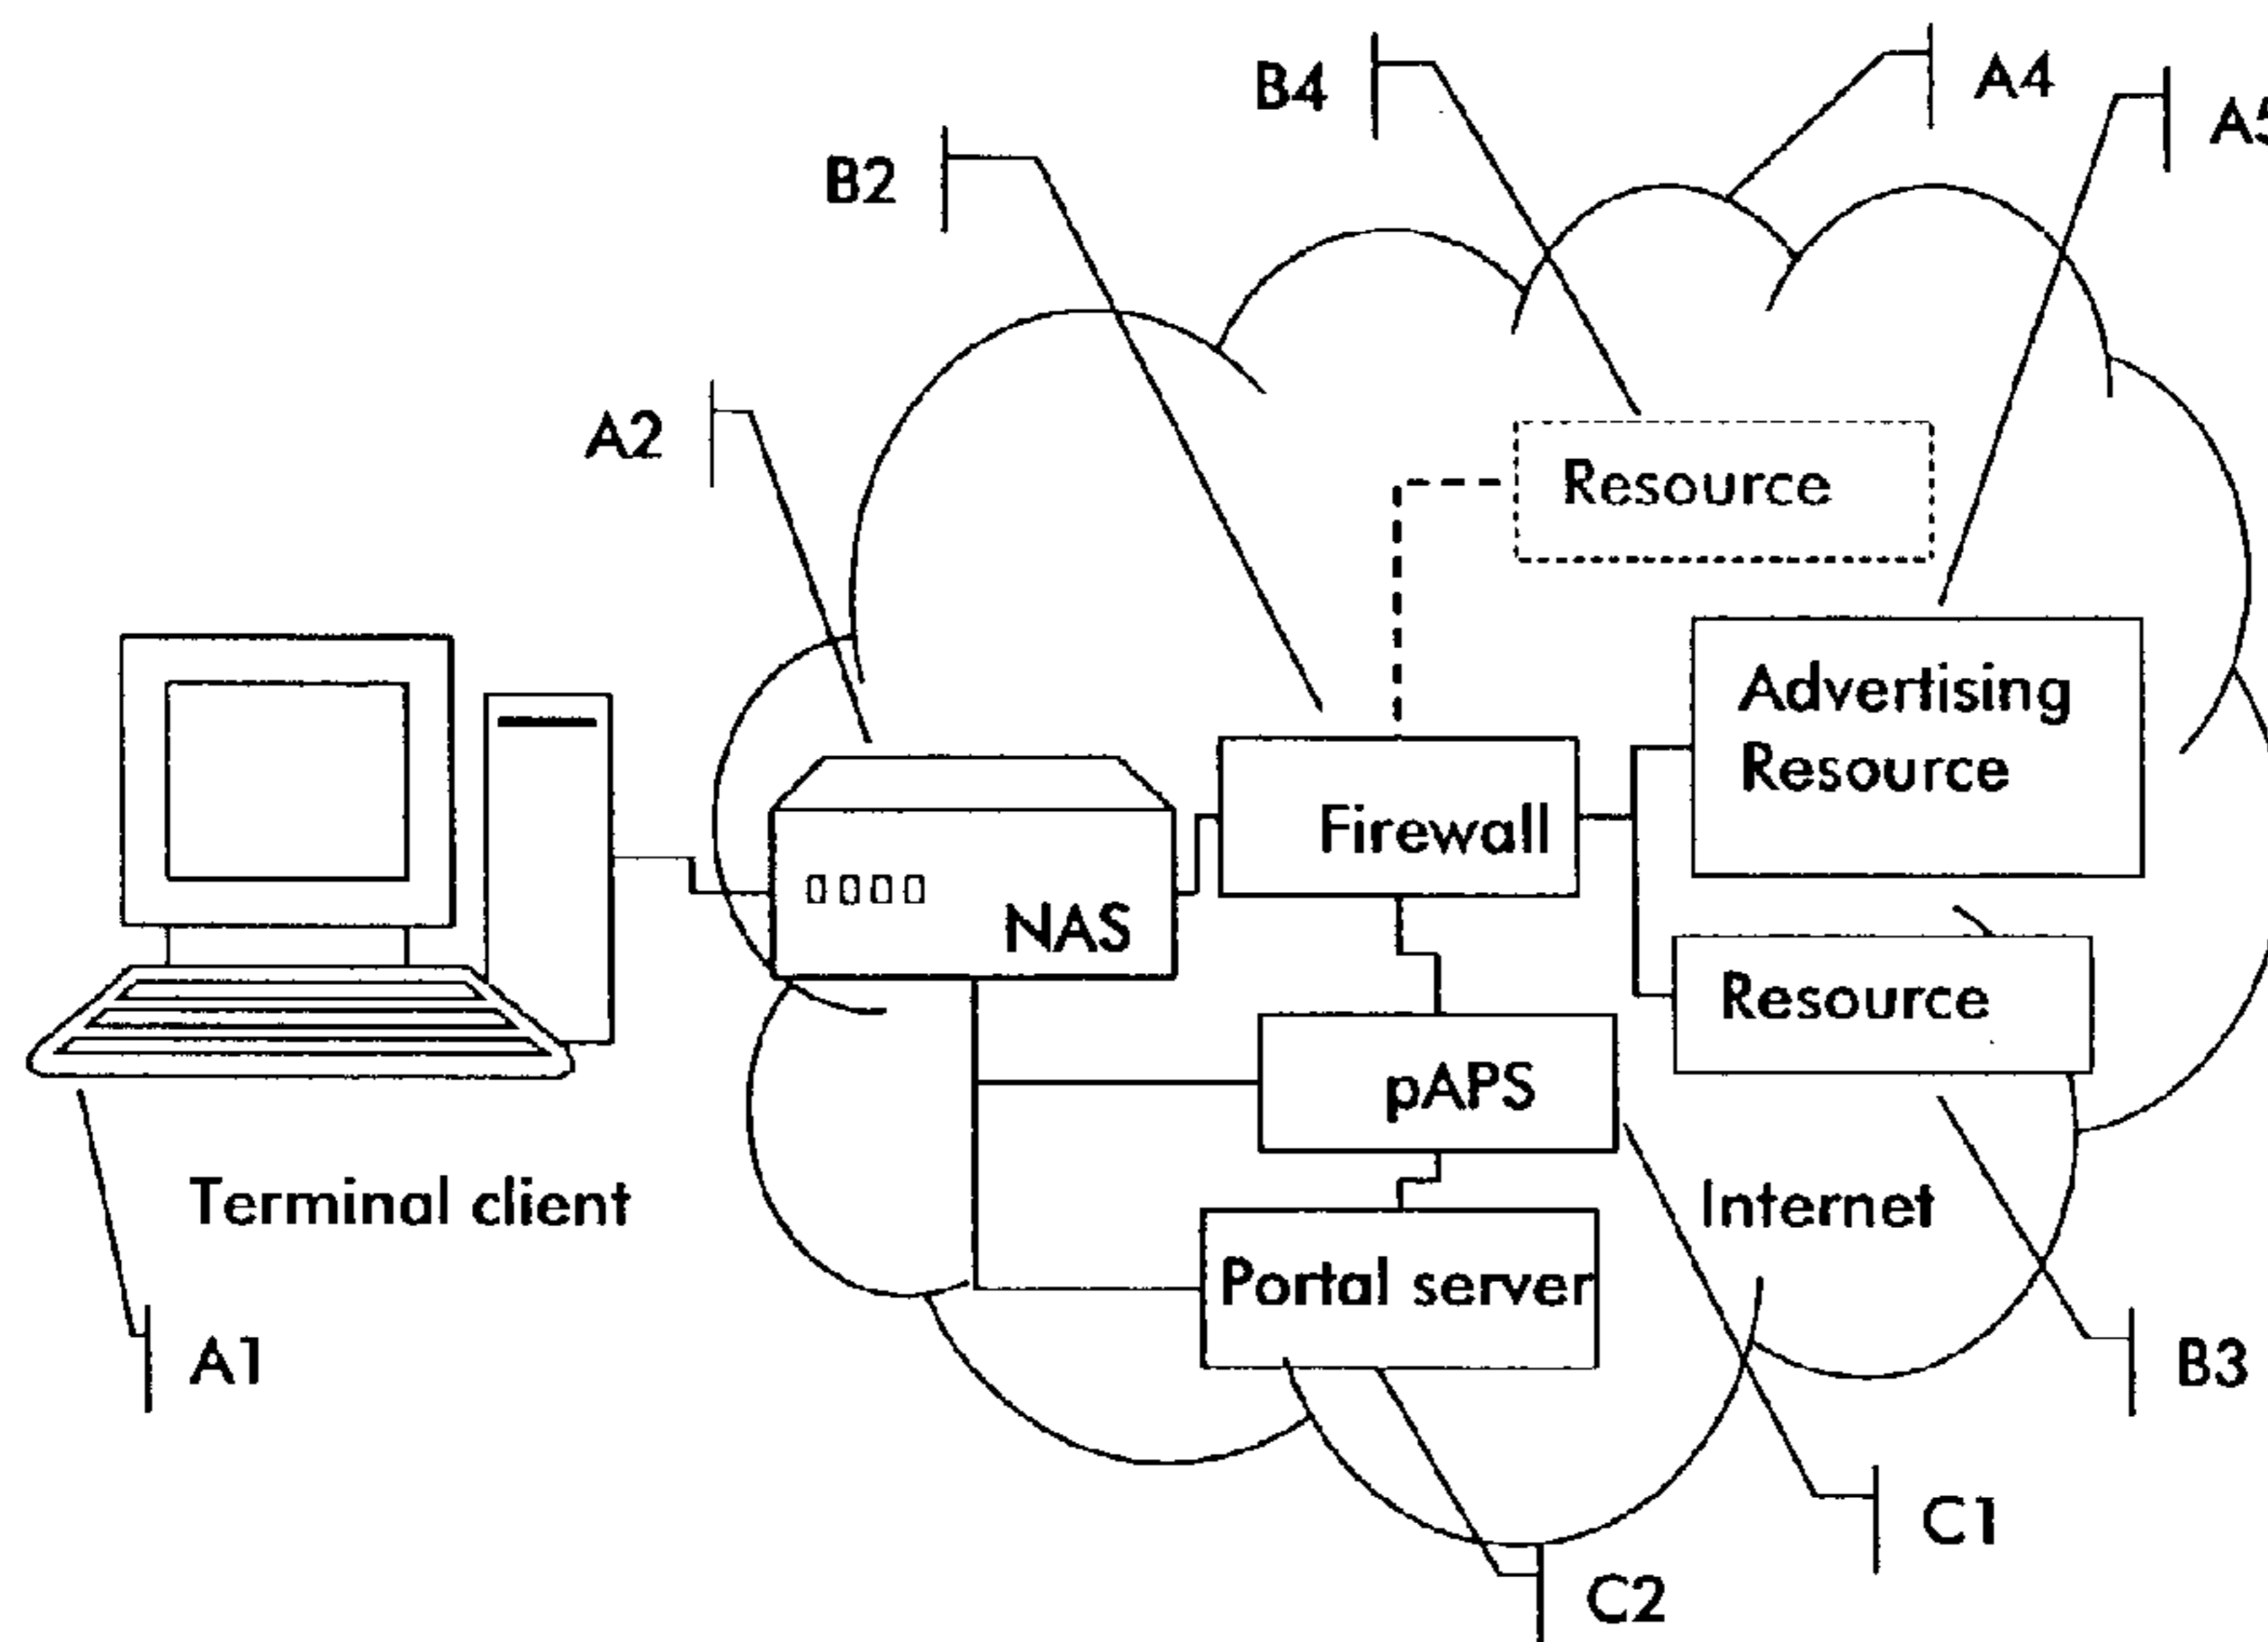 B4
A4
A5
B2
A2
Resource
Advertising
Resource
Firewall
NAS
Resource
pAPS
Terminal client
Internet
Portal server
A1
B3
C1
C2